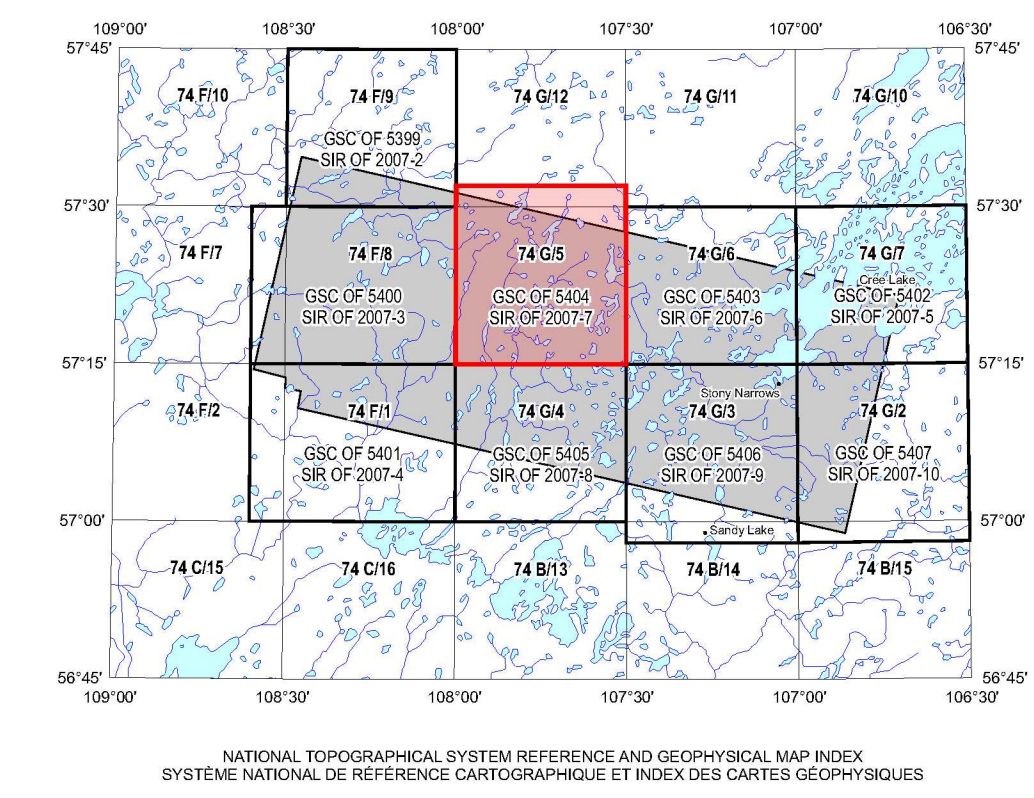 109°00' 108°30' 108°00' 107°30' 107°00' 106°30'
57°45' 57°45'
74 F/10 74 F/9 74 G/12 74 G/11 74 G/10
GSC OF 5399
SIR OF 2007-2
57°30' 57°30'
74 F/7 74 F/8 74 G/5 74 G/6 74 G/7
Cree Lake
GSC OF 5400 GSC OF 5404 GSC OF 5403 GSC OF 5402
SIR OF 2007-3 SIR OF 2007-7 SIR OF 2007-6 SIR OF 2007-5
57°15' 57°15'
Stony Narrows
74 F/2 74 F/1 74 G/4 74 G/3 74 G/2
GSC OF 5401 GSC OF 5405 GSC OF 5406 GSC OF 5407
SIR OF 2007-4 SIR OF 2007-8 SIR OF 2007-9 SIR OF 2007-10
57°00' 57°00'
Sandy Lake
74 C/15 74 C/16 74 B/13 74 B/14 74 B/15
56°45' 56°45'
109°00' 108°30' 108°00' 107°30' 107°00' 106°30'
NATIONAL TOPOGRAPHICAL SYSTEM REFERENCE AND GEOPHYSICAL MAP INDEX
SYSTÈME NATIONAL DE RÉFÉRENCE CARTOGRAPHIQUE ET INDEX DES CARTES GÉOPHYSIQUES